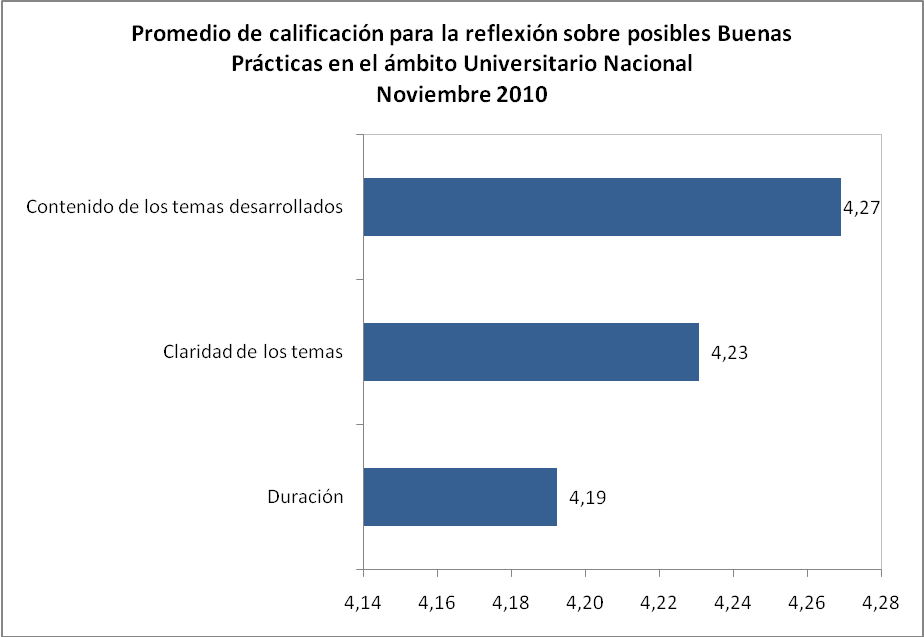 Promedio de calificación para la reflexión sobre posibles Buenas
Prácticas en el ámbito Universitario Nacional
Noviembre 2010
Contenido de los temas desarrollados
4,27
Claridad de los temas
4,23
Duración
4,19
4,14 4,16 4,18 4,20 4,22 4,24 4,26 4,28